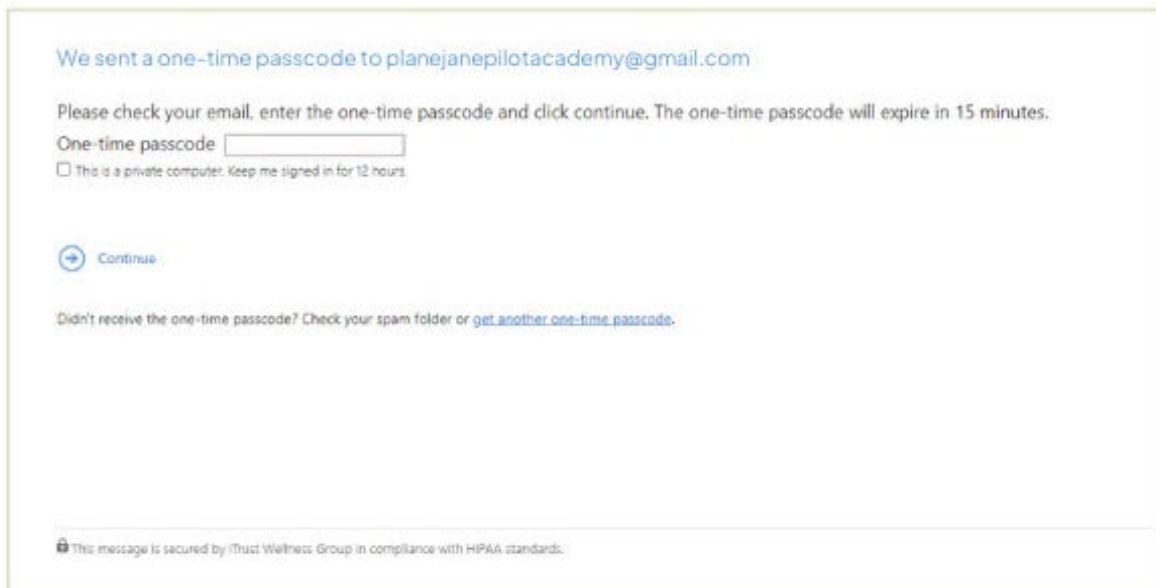 We sent a one-time passcode to planejanepilotacademy@gmail.com
Please check your email, enter the one-time passcode and click continue. The one-time passcode will expire in 15 minutes.
One-time passcode
This is a private computer. Keep me signed in for 12 hours.
Continue
Didn't receive the one-time passcode? Check your spam folder or get another one-time passcode.
This message is secured by iTrust Wellness Group in compliance with HIPAA standards.